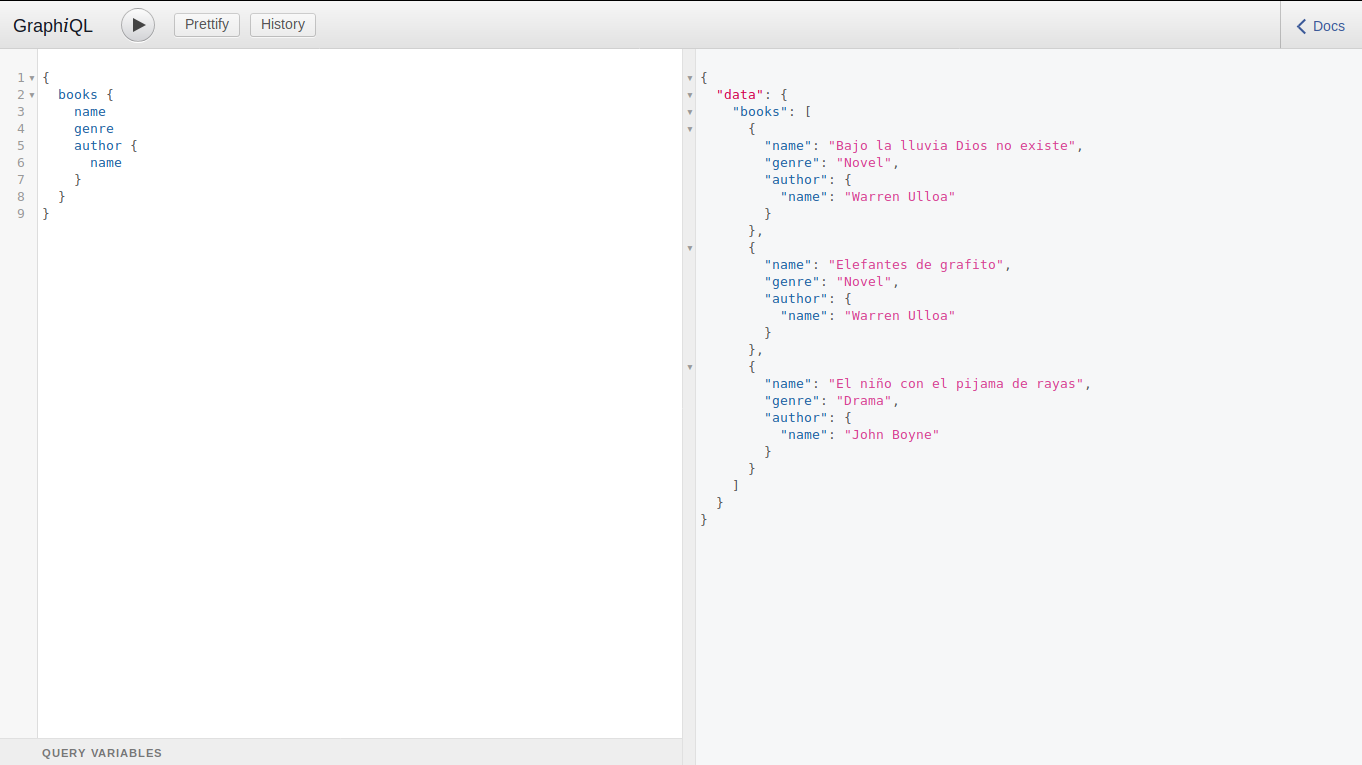 GraphiQL
Prettify
History
Docs
1 {
2   books {
3     name
4     genre
5     author {
6       name
7     }
8   }
9 }
QUERY VARIABLES
{
  "data": {
    "books": [
      {
        "name": "Bajo la lluvia Dios no existe",
        "genre": "Novel",
        "author": {
          "name": "Warren Ulloa"
        }
      },
      {
        "name": "Elefantes de grafito",
        "genre": "Novel",
        "author": {
          "name": "Warren Ulloa"
        }
      },
      {
        "name": "El niño con el pijama de rayas",
        "genre": "Drama",
        "author": {
          "name": "John Boyne"
        }
      }
    ]
  }
}